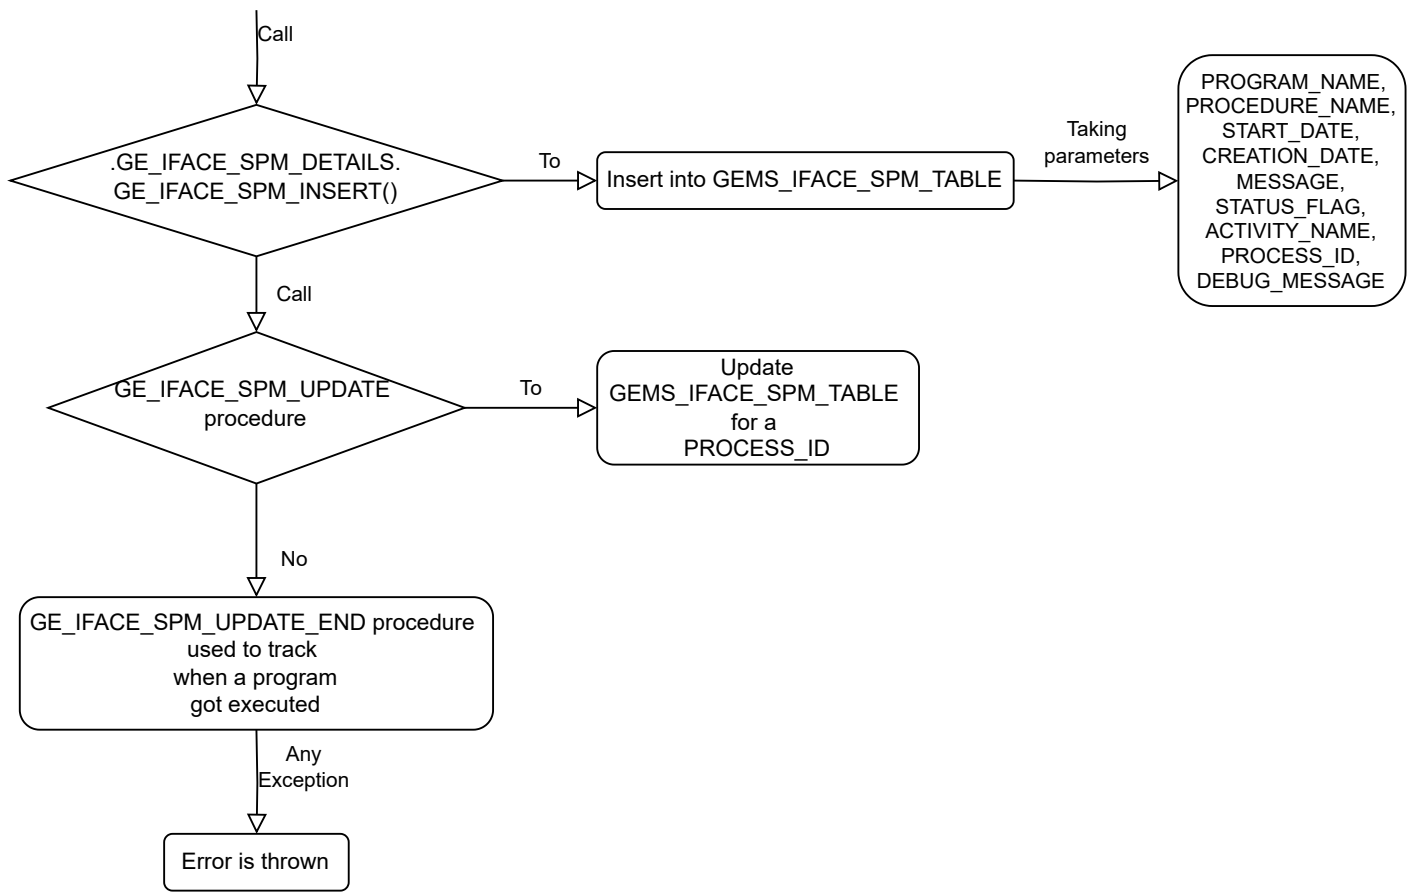 Call
.GE_IFACE_SPM_DETAILS.
GE_IFACE_SPM_INSERT()
To
Insert into GEMS_IFACE_SPM_TABLE
Taking
parameters
PROGRAM_NAME,
PROCEDURE_NAME,
START_DATE,
CREATION_DATE,
MESSAGE,
STATUS_FLAG,
ACTIVITY_NAME,
PROCESS_ID,
DEBUG_MESSAGE
Call
GE_IFACE_SPM_UPDATE
procedure
To
Update
GEMS_IFACE_SPM_TABLE
for a
PROCESS_ID
No
GE_IFACE_SPM_UPDATE_END procedure
used to track
when a program
got executed
Any
Exception
Error is thrown